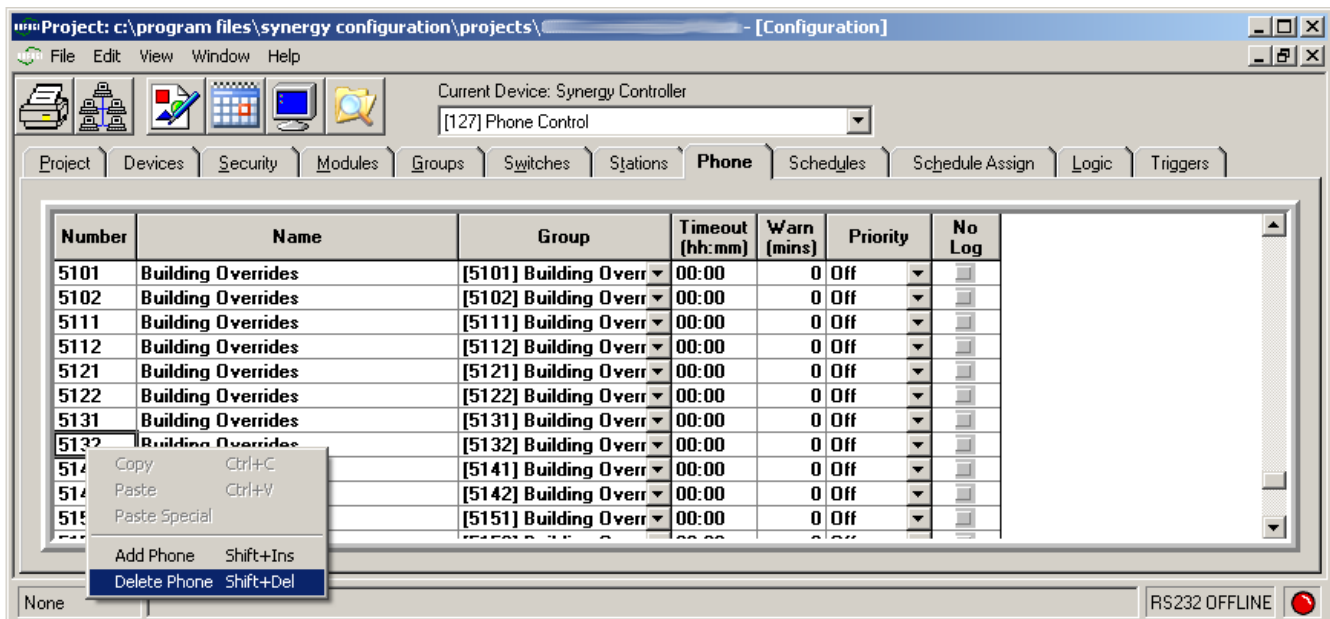 Project: c:\program files\synergy configuration\projects\ - [Configuration]
File Edit View Window Help
Current Device: Synergy Controller
[127] Phone Control
Project Devices Security Modules Groups Switches Stations Phone Schedules Schedule Assign Logic Triggers
Number Name Group Timeout (hh:mm) Warn (mins) Priority No Log
5101 Building Overrides [5101] Building Overr 00:00 0 Off
5102 Building Overrides [5102] Building Overr 00:00 0 Off
5111 Building Overrides [5111] Building Overr 00:00 0 Off
5112 Building Overrides [5112] Building Overr 00:00 0 Off
5121 Building Overrides [5121] Building Overr 00:00 0 Off
5122 Building Overrides [5122] Building Overr 00:00 0 Off
5131 Building Overrides [5131] Building Overr 00:00 0 Off
5132 Building Overrides [5132] Building Overr 00:00 0 Off
[5141] Building Overr 00:00 0 Off
[5142] Building Overr 00:00 0 Off
[5151] Building Overr 00:00 0 Off
Copy Ctrl+C
Paste Ctrl+V
Paste Special
Add Phone Shift+Ins
Delete Phone Shift+Del
None RS232 OFFLINE